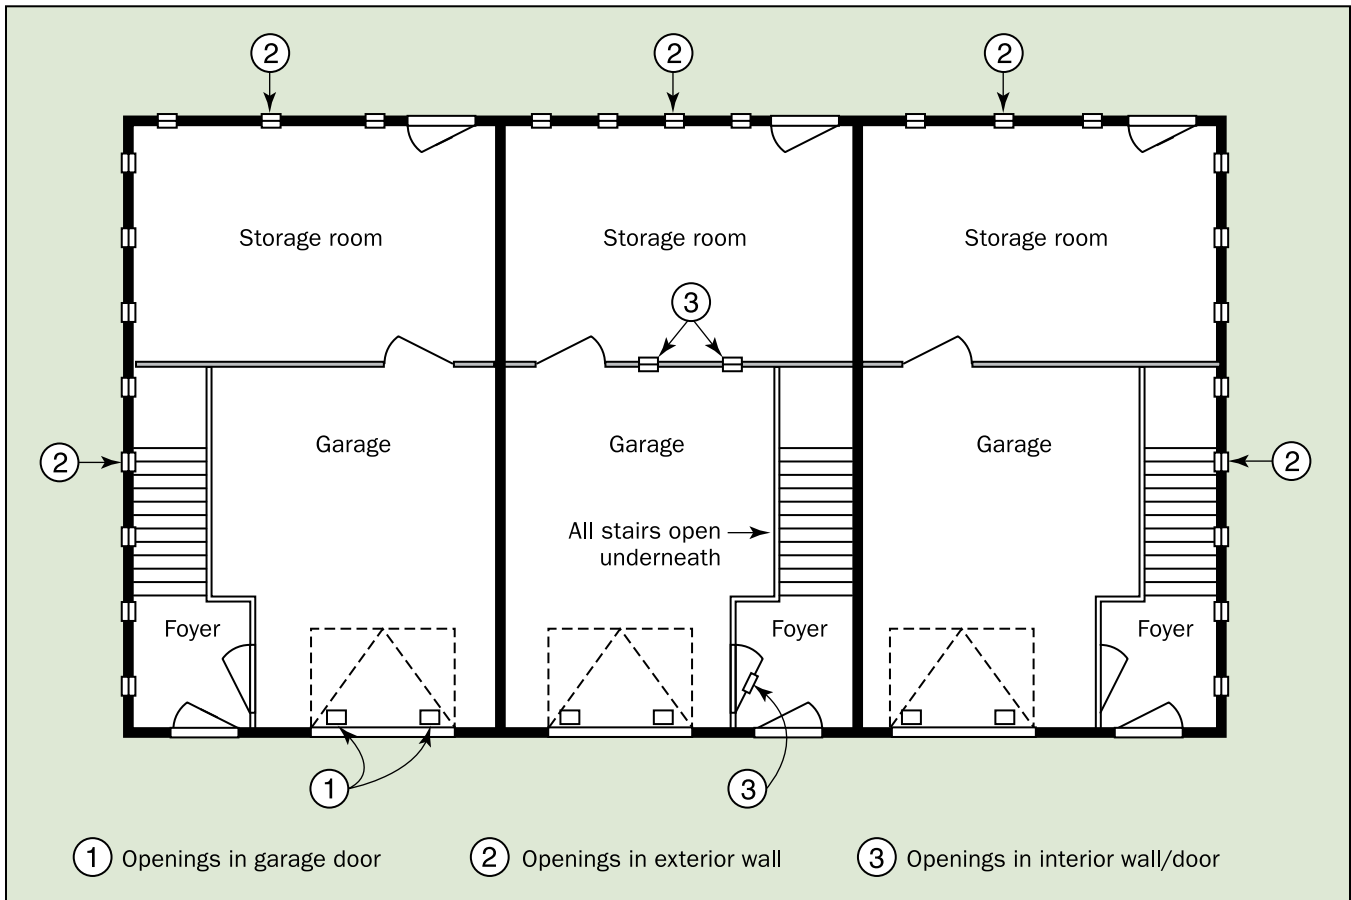 2
2
2
Storage room
Storage room
Storage room
3
Garage
Garage
Garage
2
2
All stairs open
underneath
Foyer
Foyer
Foyer
1
3
1 Openings in garage door
2 Openings in exterior wall
3 Openings in interior wall/door